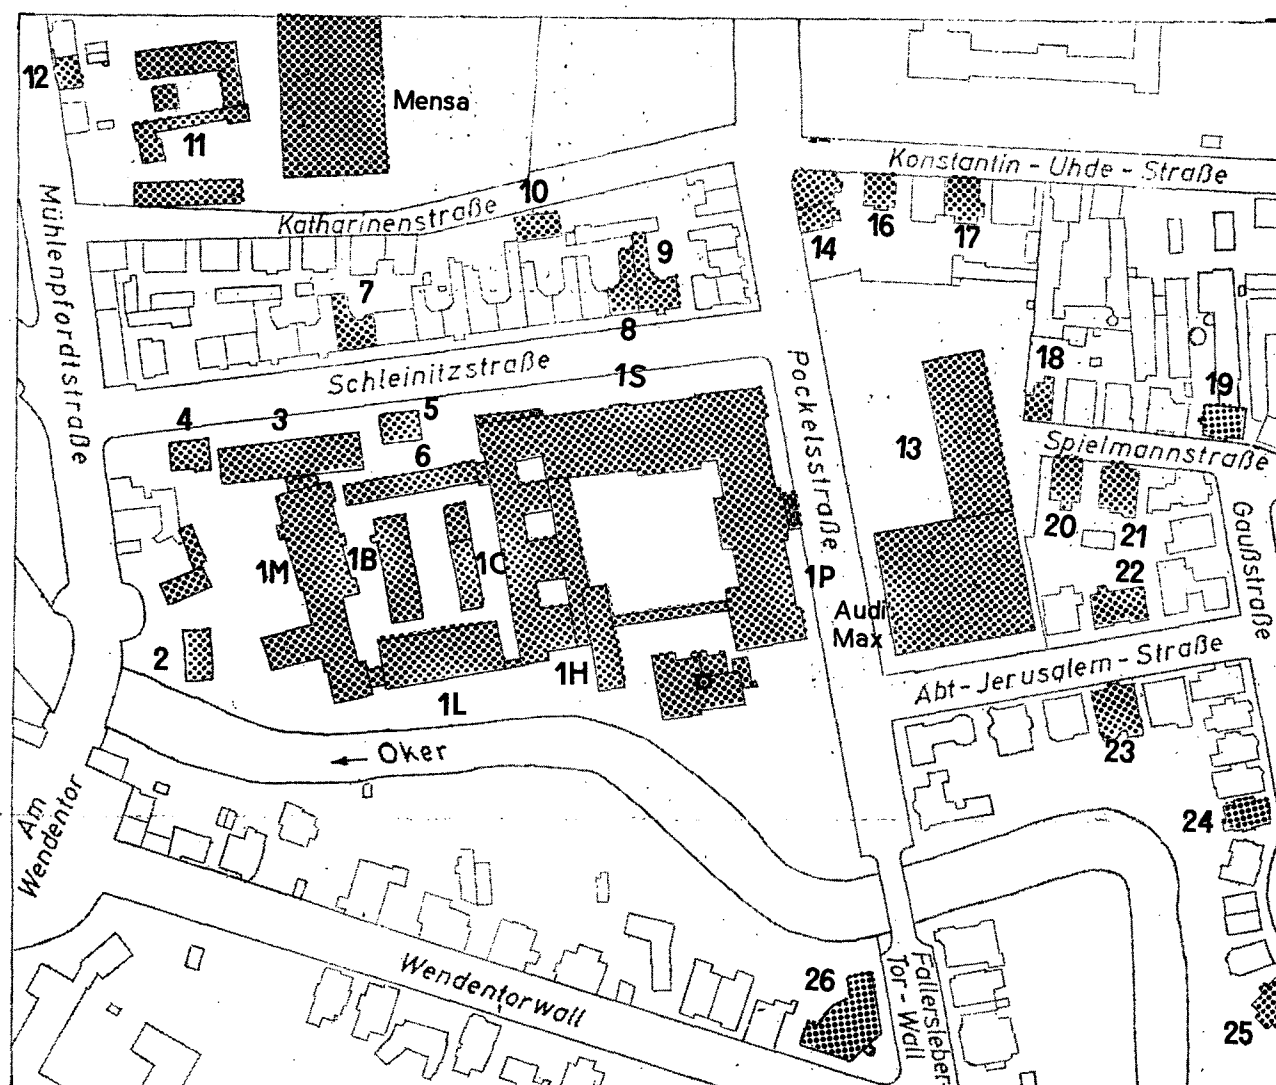 12
11
Mensa
Konstantin - Uhde - Straße
Mühlenpfordtstraße
10
Katharinenstraße
16
17
14
9
7
8
Schleinitzstraße
1S
Pockelsstraße
18
19
4
3
5
6
13
Spielmannstraße
20
21
Gaußstraße
1M
1B
1C
1P
22
Audi
Max
2
1H
1L
Abt-Jerusalem-Straße
Oker
23
Am
Wendentor
24
Wendentorwall
26
Fallersleber-
Tor-Wall
25